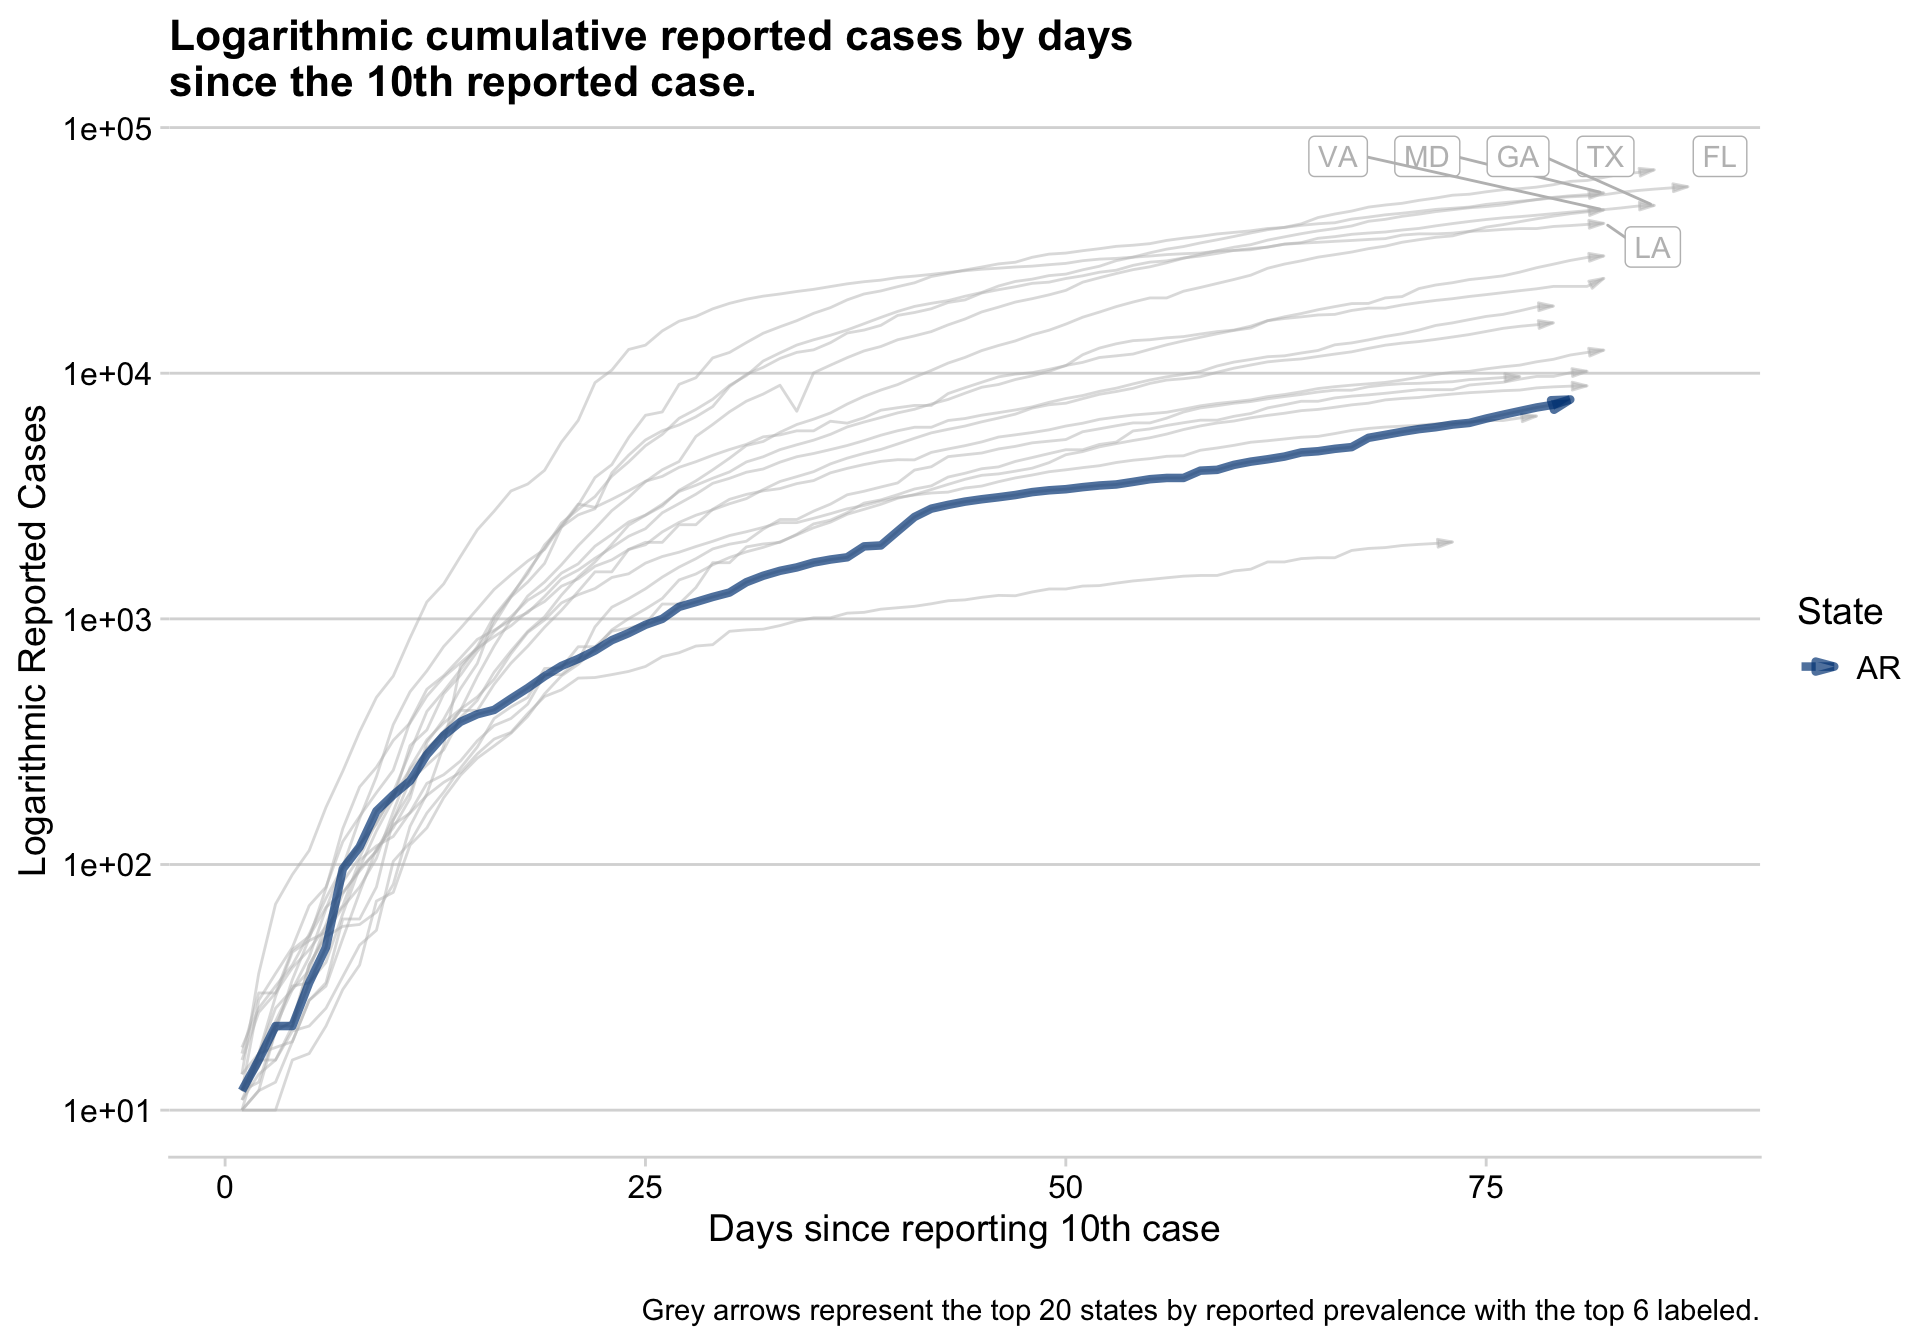 Logarithmic cumulative reported cases by days
since the 10th reported case.
1e+05
VA MD GA TX FL
LA
1e+04
1e+03
1e+02
1e+01
Logarithmic Reported Cases
State
AR
0 25 50 75
Days since reporting 10th case
Grey arrows represent the top 20 states by reported prevalence with the top 6 labeled.